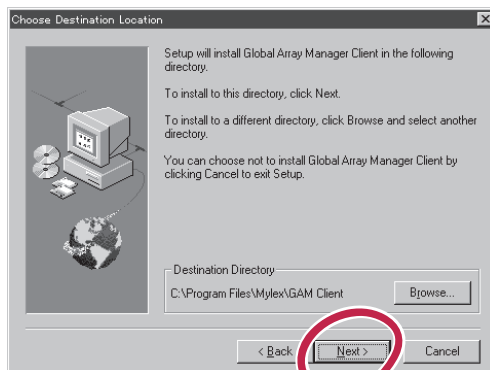 Choose Destination Location
Setup will install Global Array Manager Client in the following
directory.
To install to this directory, click Next.
To install to a different directory, click Browse and select another
directory.
You can choose not to install Global Array Manager Client by
clicking Cancel to exit Setup.
Destination Directory
C:\Program Files\Mylex\GAM Client
Browse...
< Back
Next >
Cancel